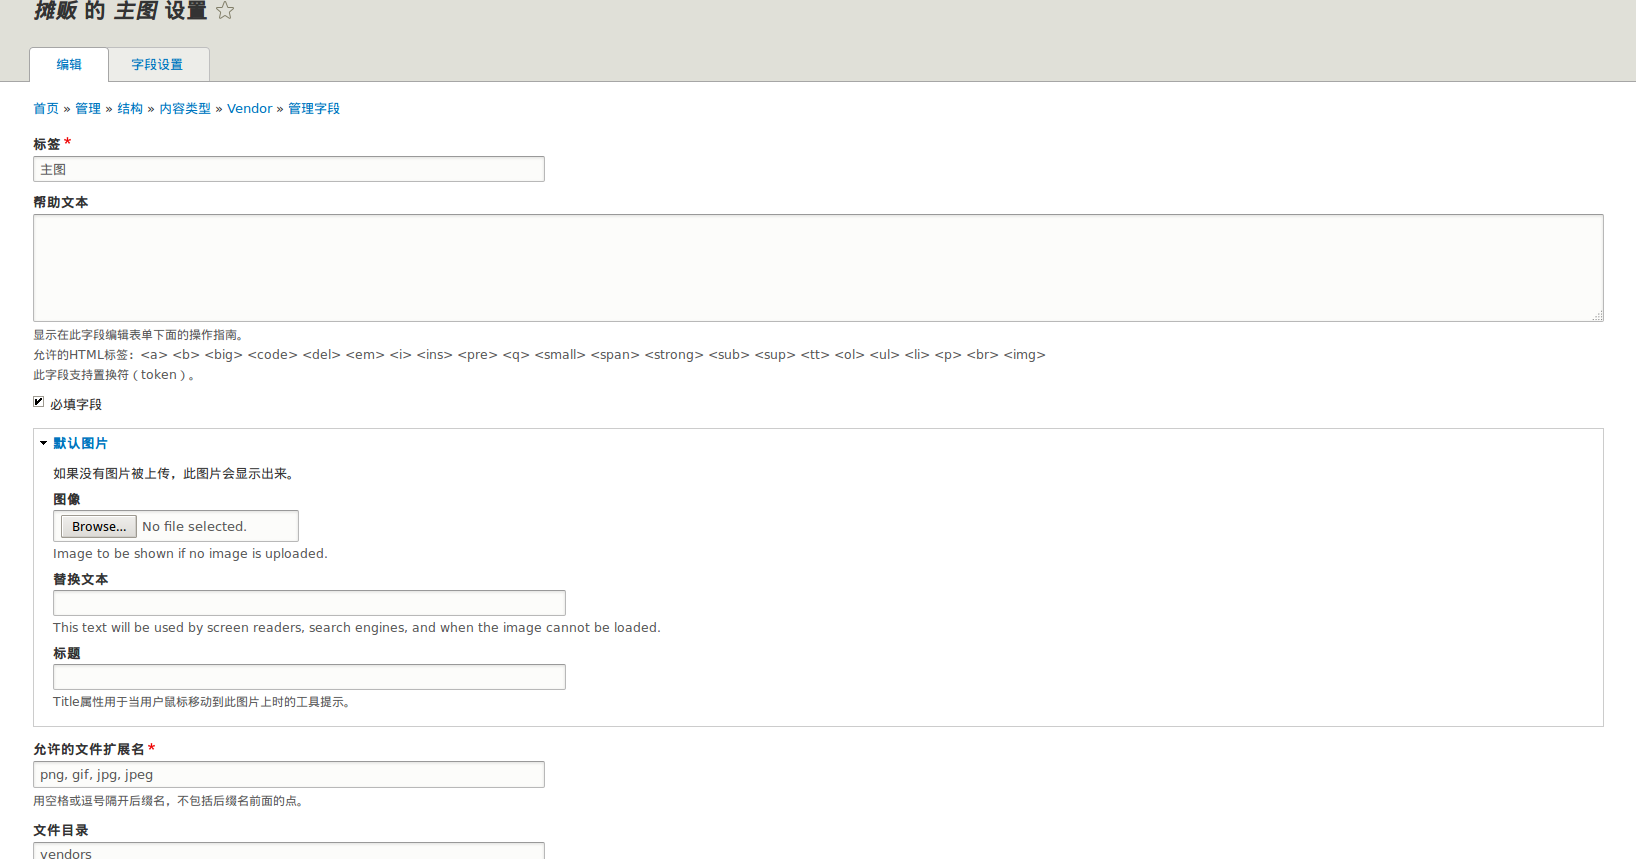 摊贩 的 主图 设置
编辑 字段设置
首页 » 管理 » 结构 » 内容类型 » Vendor » 管理字段
标签 *
主图
帮助文本
显示在此字段编辑表单下面的操作指南。
允许的HTML标签：<a> <b> <big> <code> <del> <em> <i> <ins> <pre> <q> <small> <span> <strong> <sub> <sup> <tt> <ol> <ul> <li> <p> <br> <img>
此字段支持置换符（token）。
必填字段
默认图片
如果没有图片被上传，此图片会显示出来。
图像
Browse... No file selected.
Image to be shown if no image is uploaded.
替换文本
This text will be used by screen readers, search engines, and when the image cannot be loaded.
标题
Title属性用于当用户鼠标移动到此图片上时的工具提示。
允许的文件扩展名 *
png, gif, jpg, jpeg
用空格或逗号隔开后缀名，不包括后缀名前面的点。
文件目录
vendors